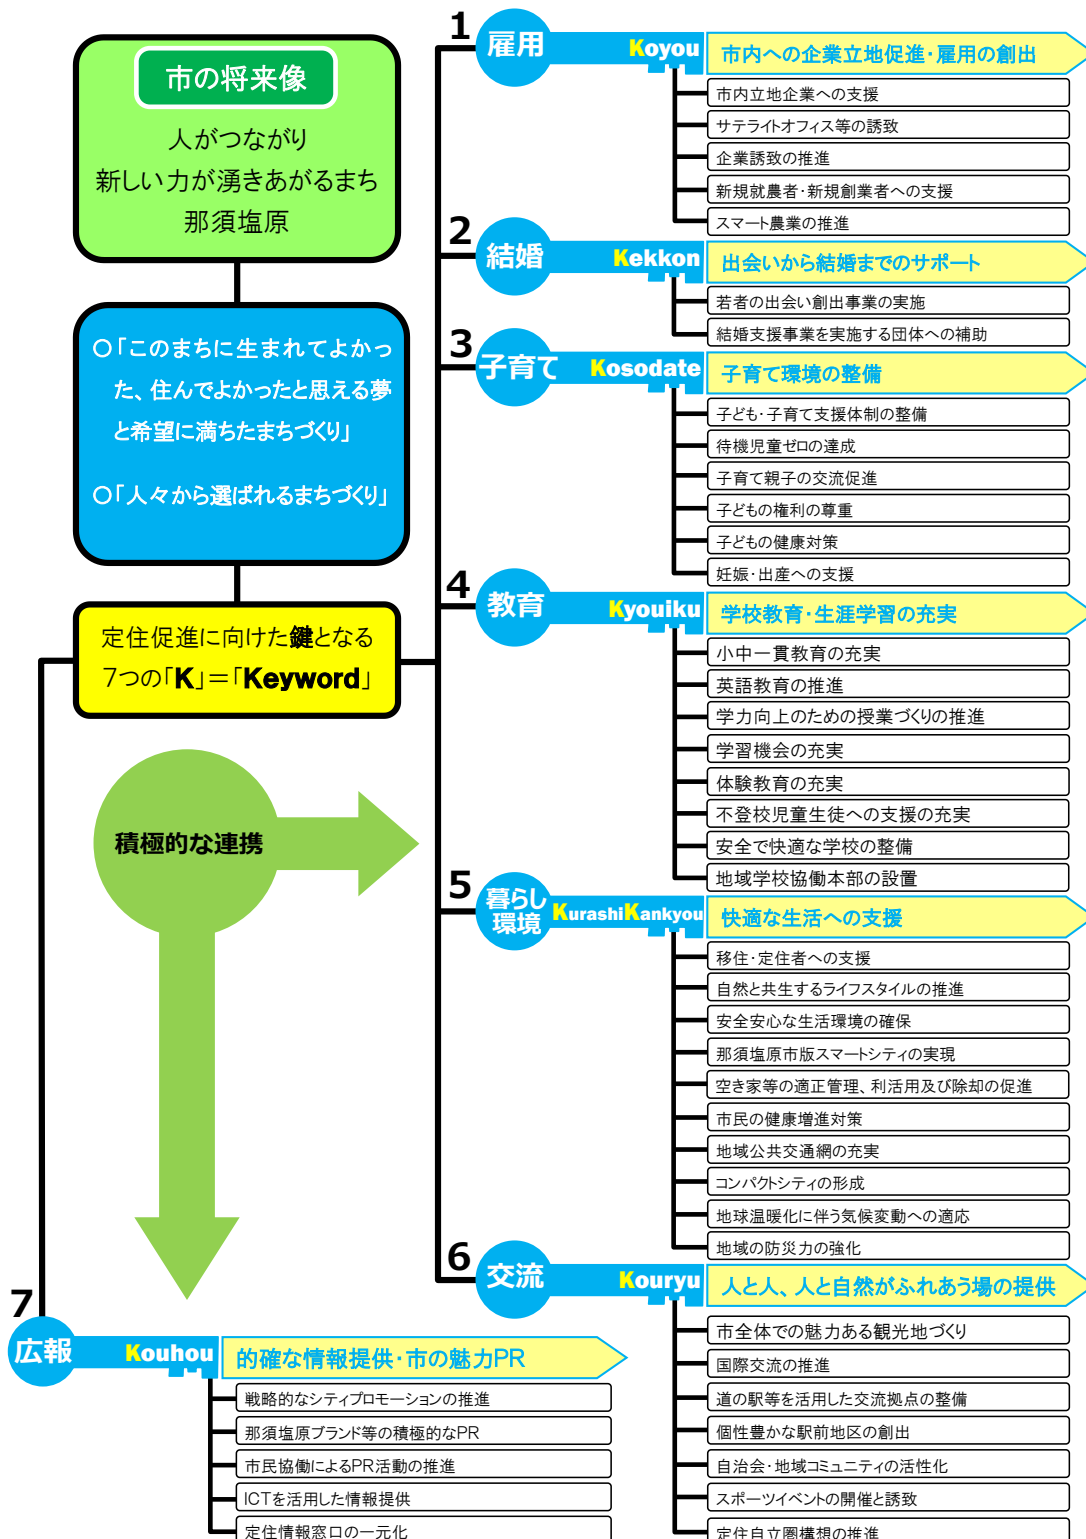 市の将来像
人がつながり
新しい力が湧きあがるまち
那須塩原
○「このまちに生まれてよかっ
た、住んでよかったと思える夢
と希望に満ちたまちづくり」
○「人々から選ばれるまちづくり」
定住促進に向けた鍵となる
7つの「K」＝「Keyword」
積極的な連携
1
雇用
Koyou
市内への企業立地促進・雇用の創出
市内立地企業への支援
サテライトオフィス等の誘致
企業誘致の推進
新規就農者・新規創業者への支援
スマート農業の推進
2
結婚
Kekkon
出会いから結婚までのサポート
若者の出会い創出事業の実施
結婚支援事業を実施する団体への補助
3
子育て
Kosodate
子育て環境の整備
子ども・子育て支援体制の整備
待機児童ゼロの達成
子育て親子の交流促進
子どもの権利の尊重
子どもの健康対策
妊娠・出産への支援
4
教育
Kyouiku
学校教育・生涯学習の充実
小中一貫教育の充実
英語教育の推進
学力向上のための授業づくりの推進
学習機会の充実
体験教育の充実
不登校児童生徒への支援の充実
安全で快適な学校の整備
地域学校協働本部の設置
5
暮らし
環境
KurashiKankyou
快適な生活への支援
移住・定住者への支援
自然と共生するライフスタイルの推進
安全安心な生活環境の確保
那須塩原市版スマートシティの実現
空き家等の適正管理、利活用及び除却の促進
市民の健康増進対策
地域公共交通網の充実
コンパクトシティの形成
地球温暖化に伴う気候変動への適応
地域の防災力の強化
6
交流
Kouryu
人と人、人と自然がふれあう場の提供
市全体での魅力ある観光地づくり
国際交流の推進
道の駅等を活用した交流拠点の整備
個性豊かな駅前地区の創出
自治会・地域コミュニティの活性化
スポーツイベントの開催と誘致
定住自立圏構想の推進
7
広報
Kouhou
的確な情報提供・市の魅力PR
戦略的なシティプロモーションの推進
那須塩原ブランド等の積極的なPR
市民協働によるPR活動の推進
ICTを活用した情報提供
定住情報窓口の一元化